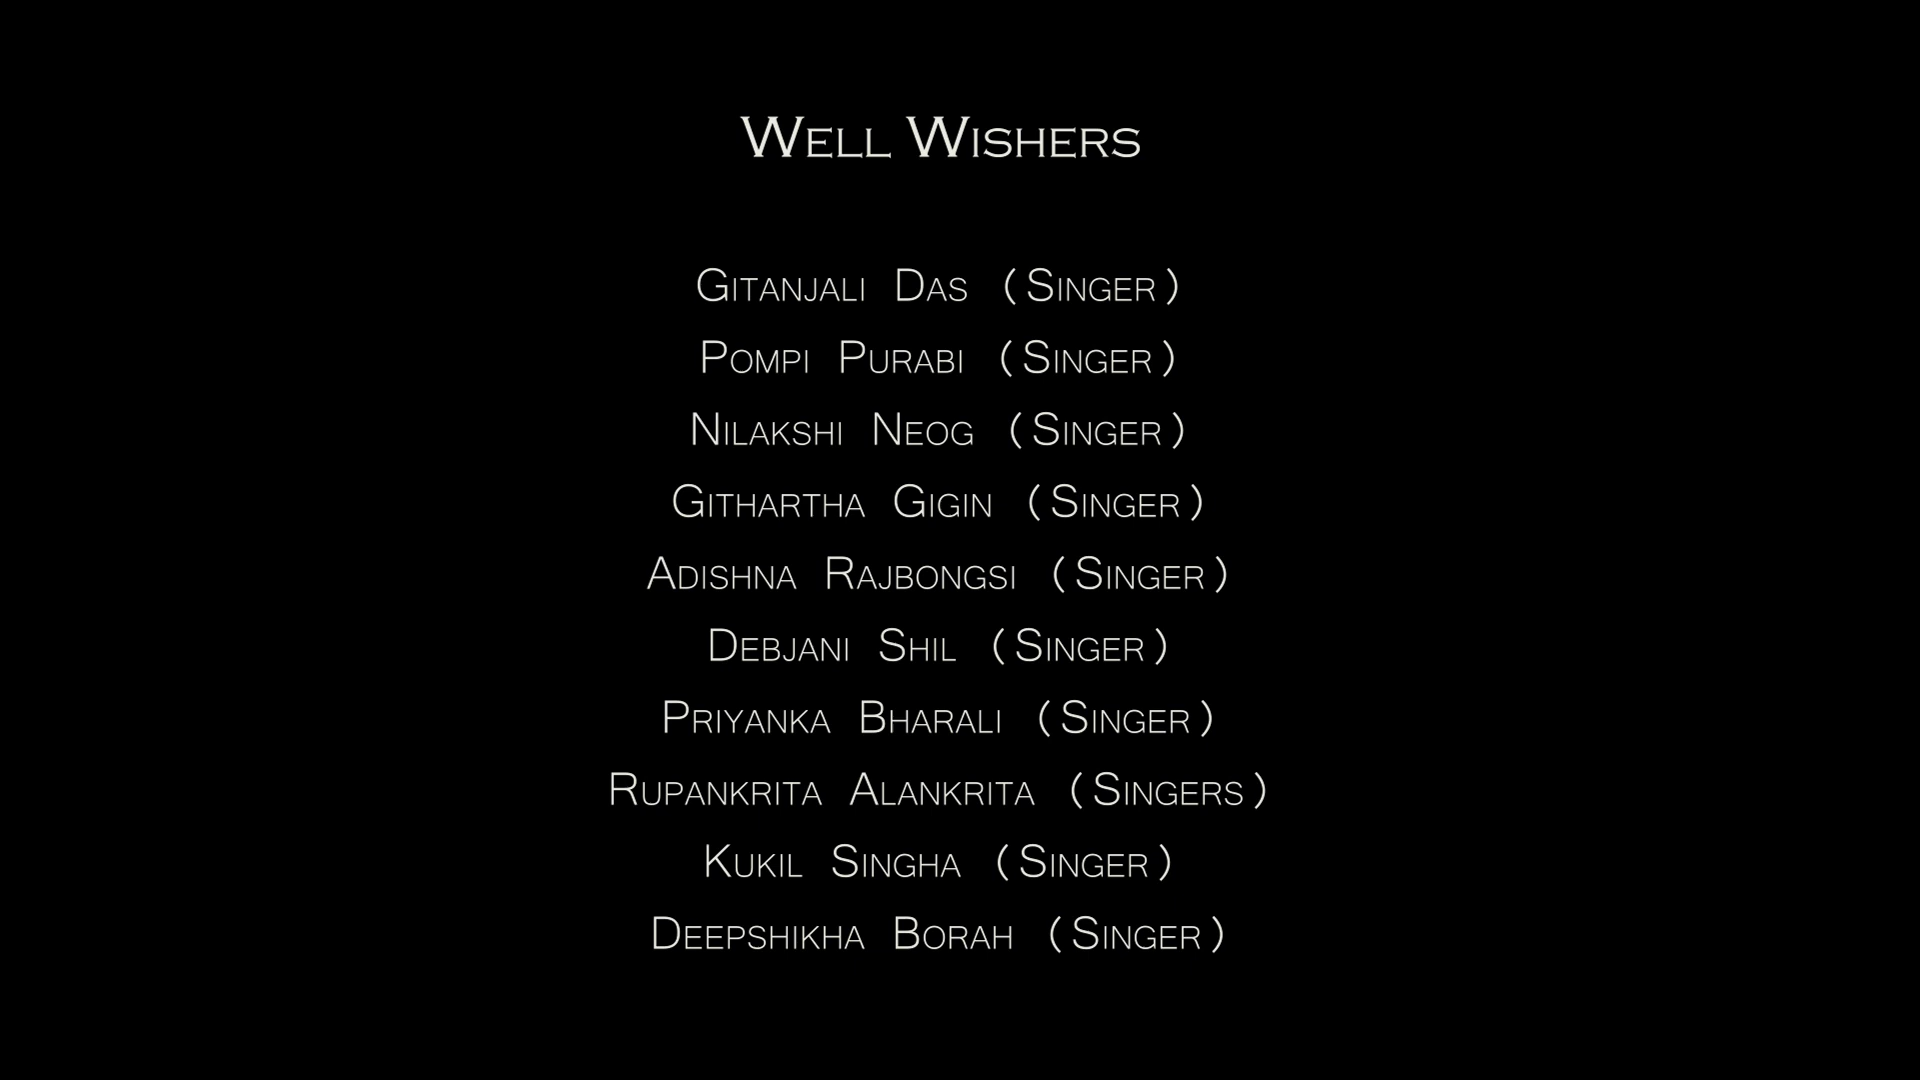 Well Wishers
Gitanjali Das (Singer)
Pompi Purabi (Singer)
Nilakshi Neog (Singer)
Githartha Gigin (Singer)
Adishna Rajbongsi (Singer)
Debjani Shil (Singer)
Priyanka Bharali (Singer)
Rupankrita Alankrita (Singers)
Kukil Singha (Singer)
Deepshikha Borah (Singer)